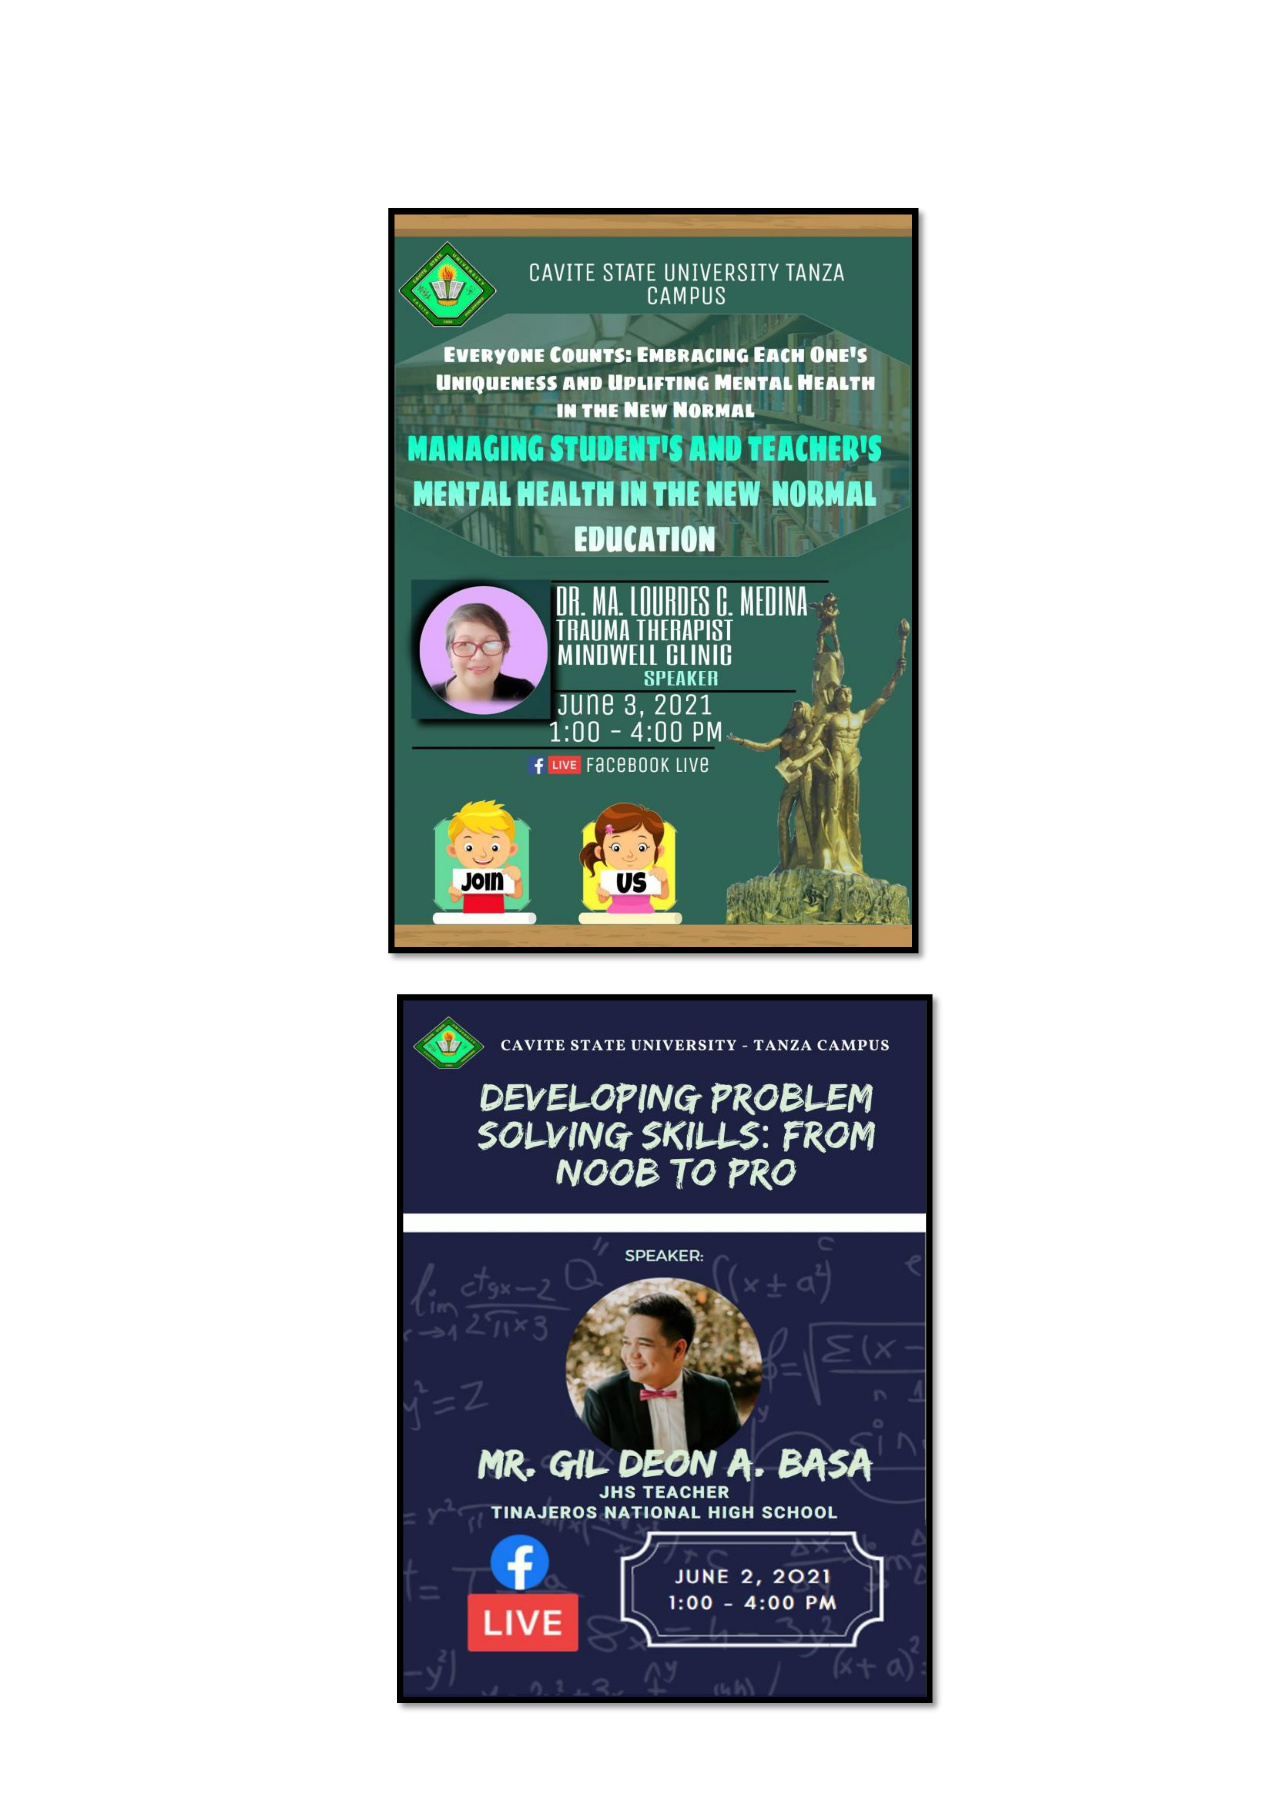 CAVITE STATE UNIVERSITY TANZA
CAMPUS
EVERYONE COUNTS: EMBRACING EACH ONE'S
UNIQUENESS AND UPLIFTING MENTAL HEALTH
IN THE NEW NORMAL
MANAGING STUDENT'S AND TEACHER'S
MENTAL HEALTH IN THE NEW NORMAL
EDUCATION
DR. MA. LOURDES C. MEDINA
TRAUMA THERAPIST
MINDWELL CLINIC
SPEAKER
June 3, 2021
1:00 - 4:00 PM
f LIVE FACEBOOK LIVE
JOIN
US
CAVITE STATE UNIVERSITY - TANZA CAMPUS
DEVELOPING PROBLEM
SOLVING SKILLS: FROM
NOOB TO PRO
SPEAKER:
MR. GIL DEON A. BASA
JHS TEACHER
TINAJEROS NATIONAL HIGH SCHOOL
f
LIVE
JUNE 2, 2021
1:00 - 4:00 PM